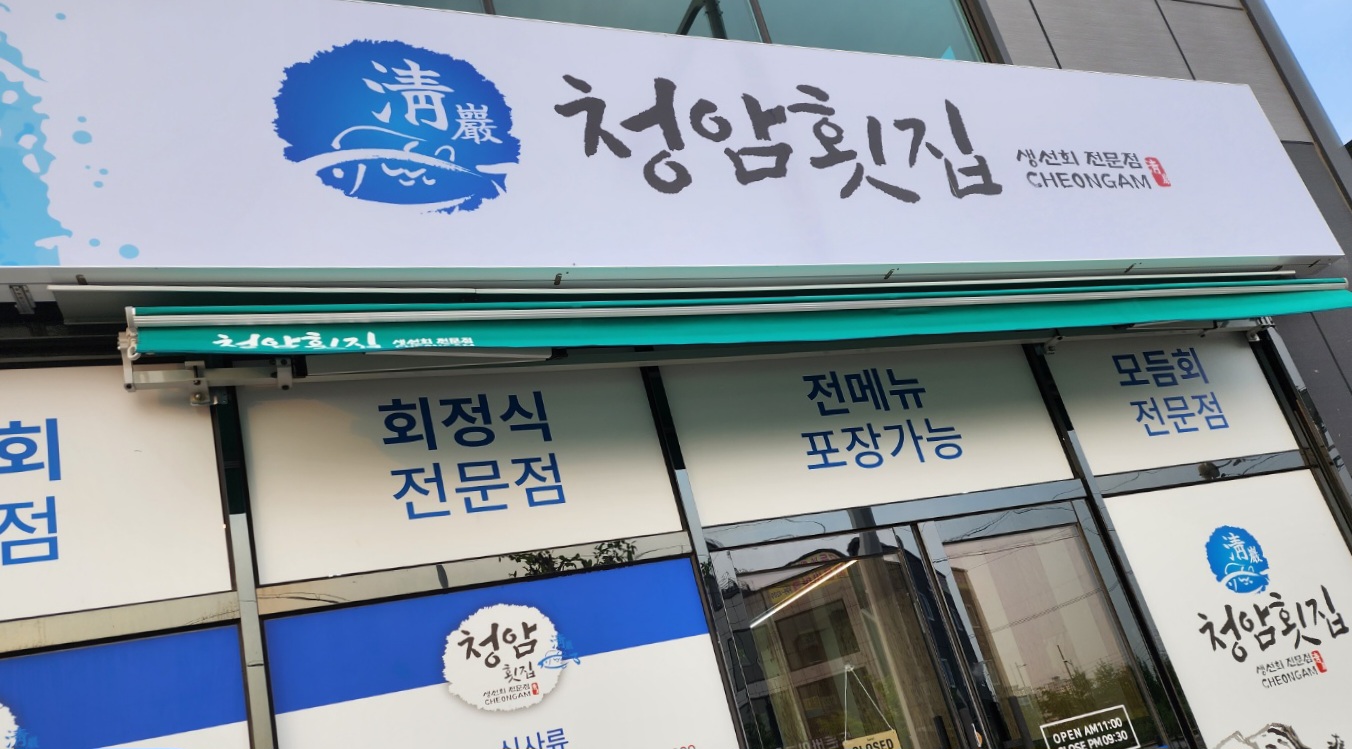 清
巖
청암횟집
생선회 전문점
CHEONGAM
청암횟집 생선회 전문점
회
점
회정식
전문점
전메뉴
포장가능
모듬회
전문점
청암
횟집
생선회 전문점
CHEONGAM
식사류
CLOSED
OPEN AM11:00
CLOSE PM09:30
清
巖
청암횟집
생선회 전문점
CHEONGAM